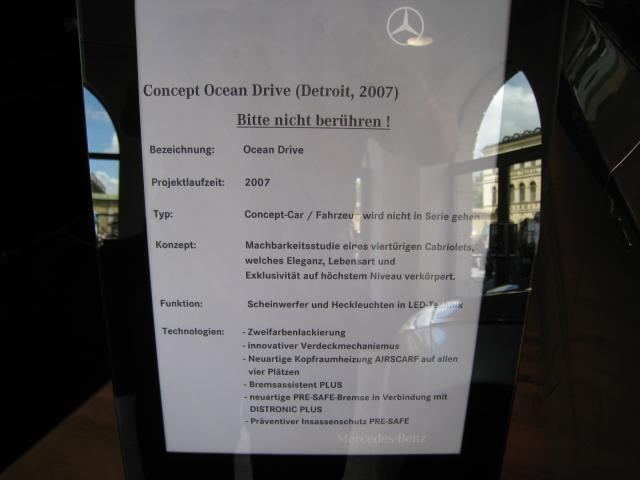 Concept Ocean Drive (Detroit, 2007)
Bitte nicht berühren !
Bezeichnung: Ocean Drive
Projektlaufzeit: 2007
Typ: Concept-Car / Fahrzeug wird nicht in Serie gehen
Konzept: Machbarkeitsstudie eines viertürigen Cabriolets,
welches Eleganz, Lebensart und
Exklusivität auf höchstem Niveau verkörpert.
Funktion: Scheinwerfer und Heckleuchten in LED-Technik
Technologien: - Zweifarbenlackierung
- innovativer Verdeckmechanismus
- Neuartige Kopfraumheizung AIRSCARF auf allen
vier Plätzen
- Bremsassistent PLUS
- neuartige PRE-SAFE-Bremse in Verbindung mit
DISTRONIC PLUS
- Präventiver Insassenschutz PRE-SAFE
Mercedes-Benz